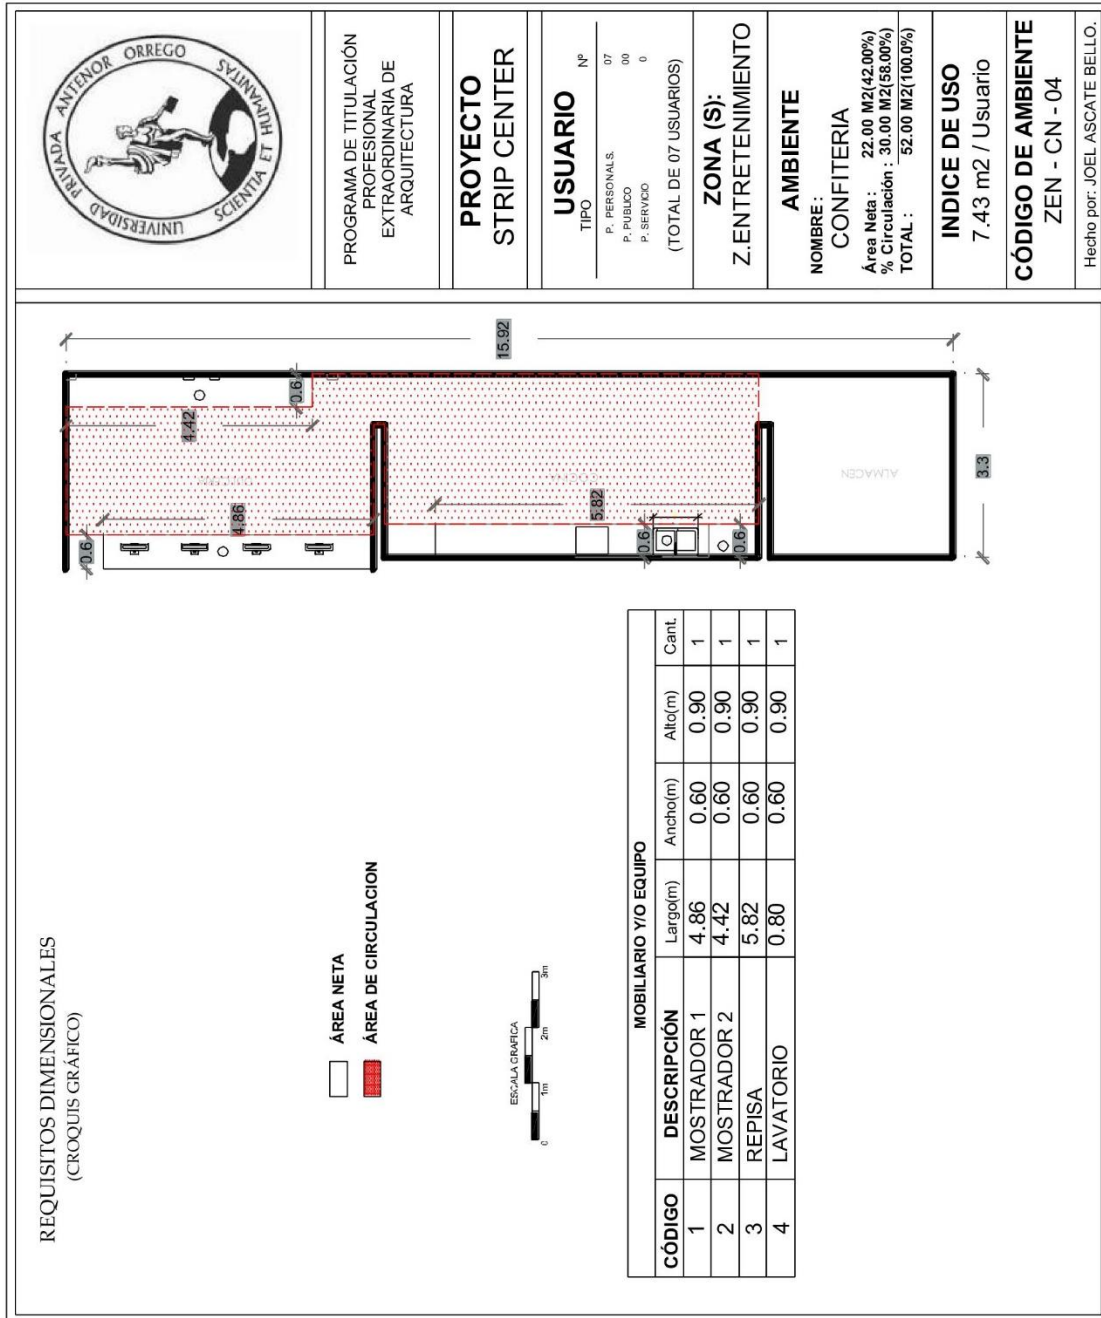 REQUISITOS DIMENSIONALES
(CROQUIS GRÁFICO)
ÁREA NETA
ÁREA DE CIRCULACION
ESCALA GRAFICA
0 1m 2m 3m
4.42
0.6
15.92
4.86
0.6
5.82
0.6
0.6
3.3
COCINA
ALMACÉN
MOBILIARIO Y/O EQUIPO
CÓDIGO DESCRIPCIÓN Largo(m) Ancho(m) Alto(m) Cant.
1 MOSTRADOR 1 4.86 0.60 0.90 1
2 MOSTRADOR 2 4.42 0.60 0.90 1
3 REPISA 5.82 0.60 0.90 1
4 LAVATORIO 0.80 0.60 0.90 1
UNIVERSIDAD PRIVADA ANTENOR ORREGO
SCIENTIA ET HUMANITAS
PROGRAMA DE TITULACIÓN
PROFESIONAL
EXTRAORDINARIA DE
ARQUITECTURA
PROYECTO
STRIP CENTER
USUARIO
TIPO Nº
P. PERSONAL S. 07
P. PUBLICO 00
P. SERVICIO 0
(TOTAL DE 07 USUARIOS)
ZONA (S):
Z.ENTRETENIMIENTO
AMBIENTE
NOMBRE :
CONFITERIA
Área Neta : 22.00 M2(42.00%)
% Circulación : 30.00 M2(58.00%)
TOTAL : 52.00 M2(100.0%)
INDICE DE USO
7.43 m2 / Usuario
CÓDIGO DE AMBIENTE
ZEN - CN - 04
Hecho por: JOEL ASCATE BELLO.